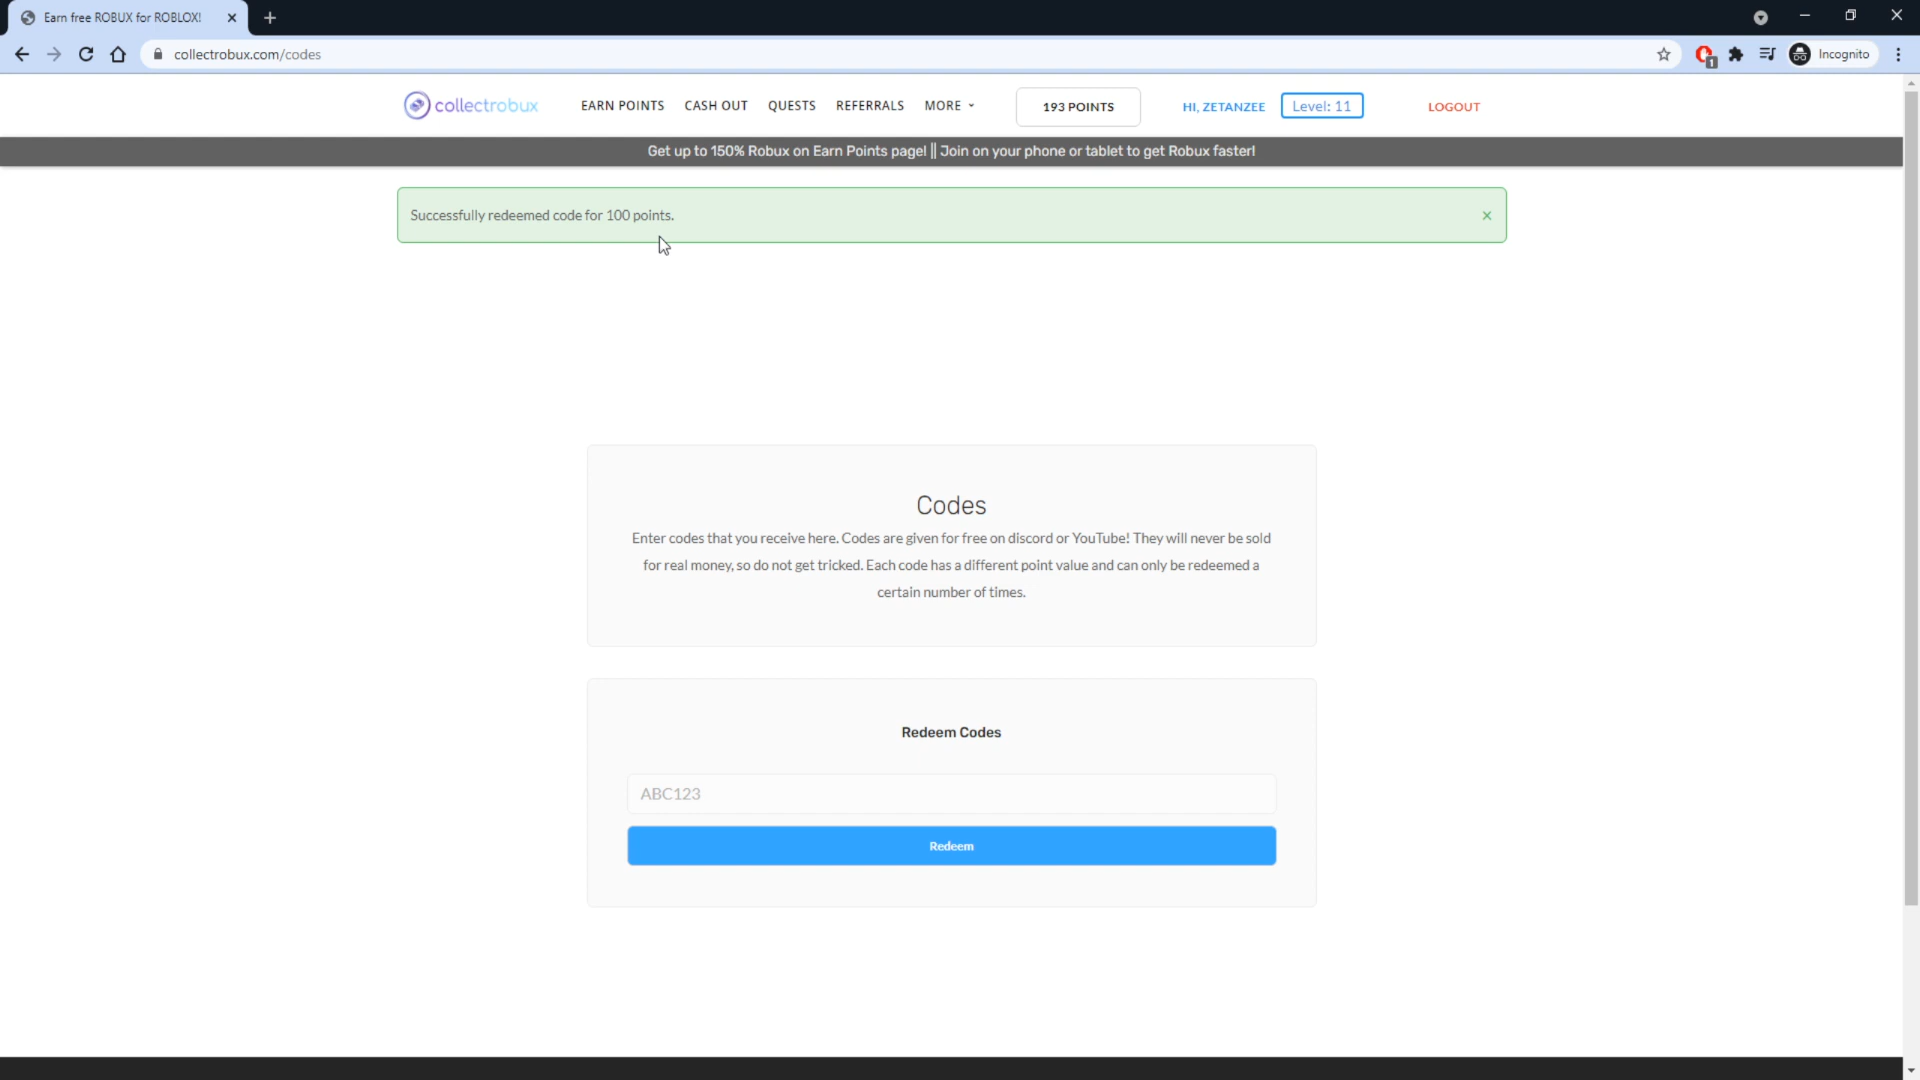 Earn free ROBUX for ROBLOX!
collectrobux.com/codes
1
Incognito
collectrobux
EARN POINTS
CASH OUT
QUESTS
REFERRALS
MORE
193 POINTS
HI, ZETANZEE
Level: 11
LOGOUT
Get up to 150% Robux on Earn Points page! || Join on your phone or tablet to get Robux faster!
Successfully redeemed code for 100 points.
Codes
Enter codes that you receive here. Codes are given for free on discord or YouTube! They will never be sold
for real money, so do not get tricked. Each code has a different point value and can only be redeemed a
certain number of times.
Redeem Codes
ABC123
Redeem